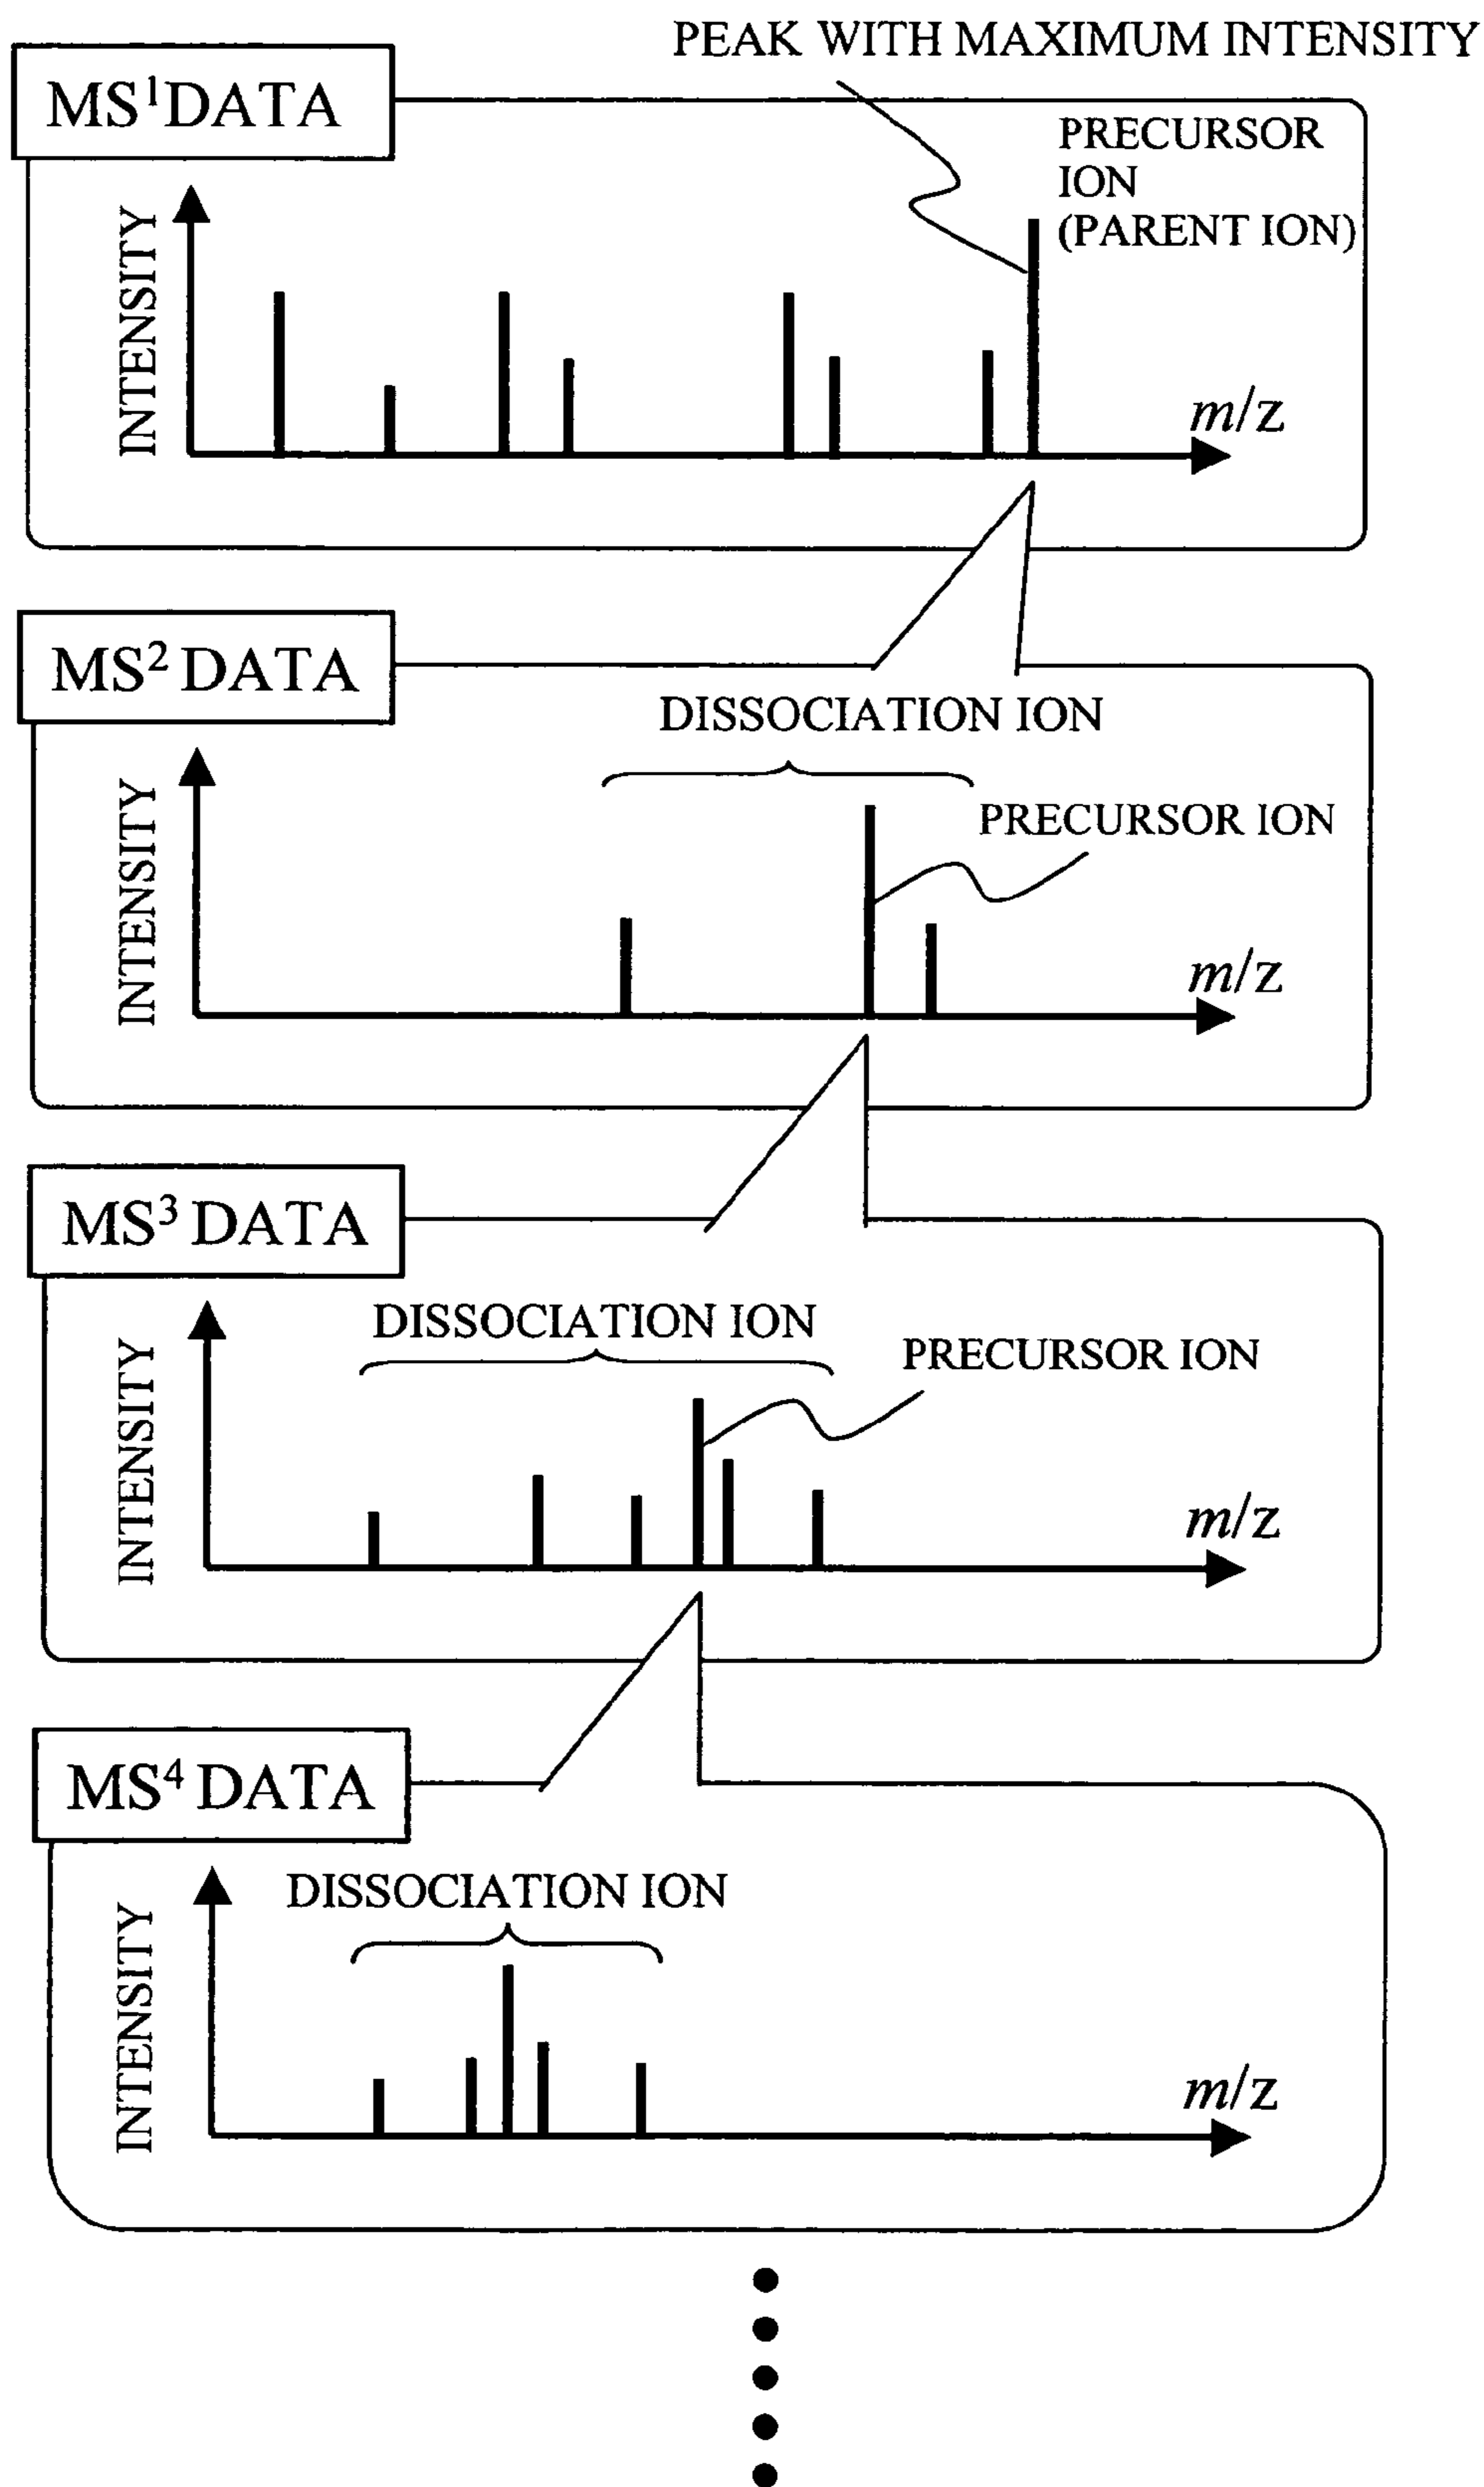 PEAK WITH MAXIMUM INTENSITY
MS¹DATA
PRECURSOR
ION
(PARENT ION)
INTENSITY
m/z
MS² DATA
DISSOCIATION ION
PRECURSOR ION
INTENSITY
m/z
MS³ DATA
DISSOCIATION ION
PRECURSOR ION
INTENSITY
m/z
MS⁴ DATA
DISSOCIATION ION
INTENSITY
m/z